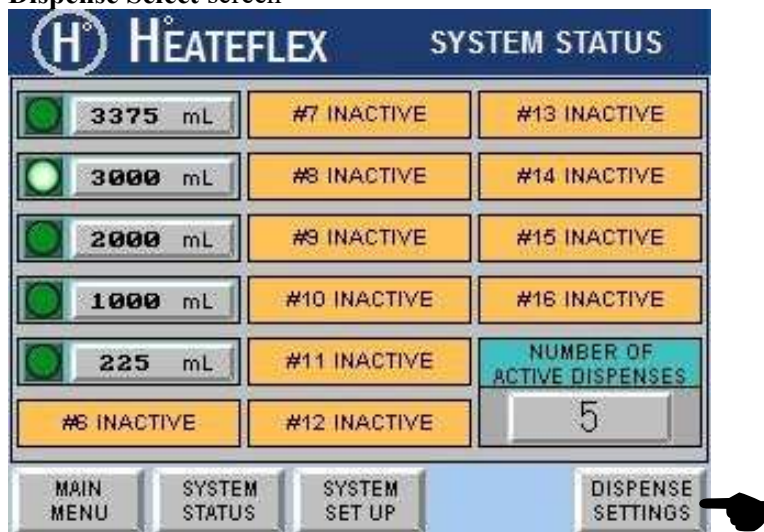 Dispense Select screen
H° HEATEFLEX SYSTEM STATUS
3375 mL #7 INACTIVE #13 INACTIVE
3000 mL #8 INACTIVE #14 INACTIVE
2000 mL #9 INACTIVE #15 INACTIVE
1000 mL #10 INACTIVE #16 INACTIVE
225 mL #11 INACTIVE NUMBER OF
ACTIVE DISPENSES
#6 INACTIVE #12 INACTIVE 5
MAIN SYSTEM SYSTEM DISPENSE
MENU STATUS SET UP SETTINGS